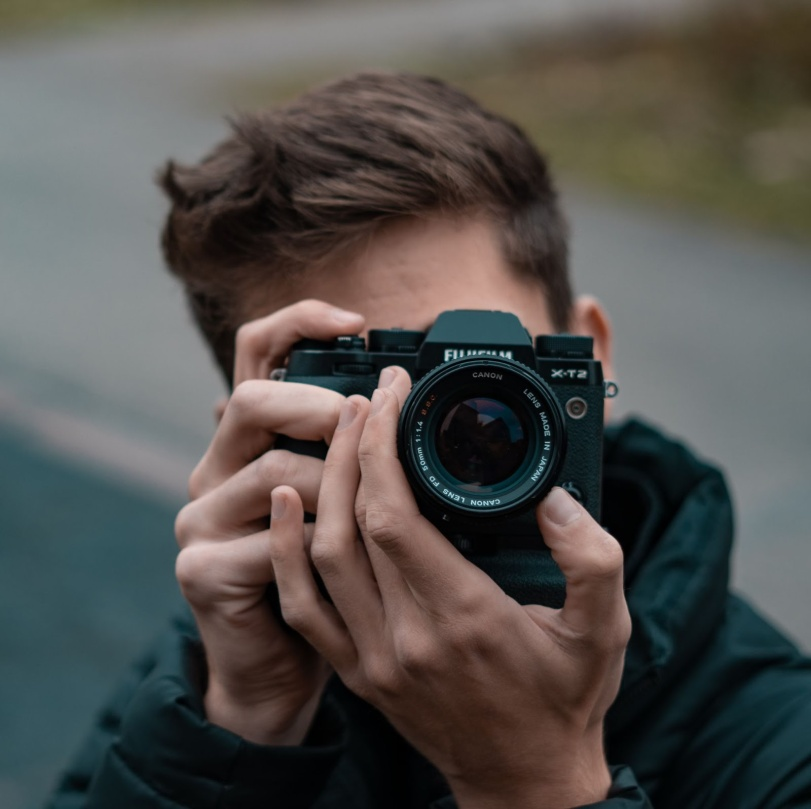 FUJIFILM
X-T2
CANON
LENS MADE IN JAPAN
CANON LENS FD 50mm 1:1.4 S.S.C.